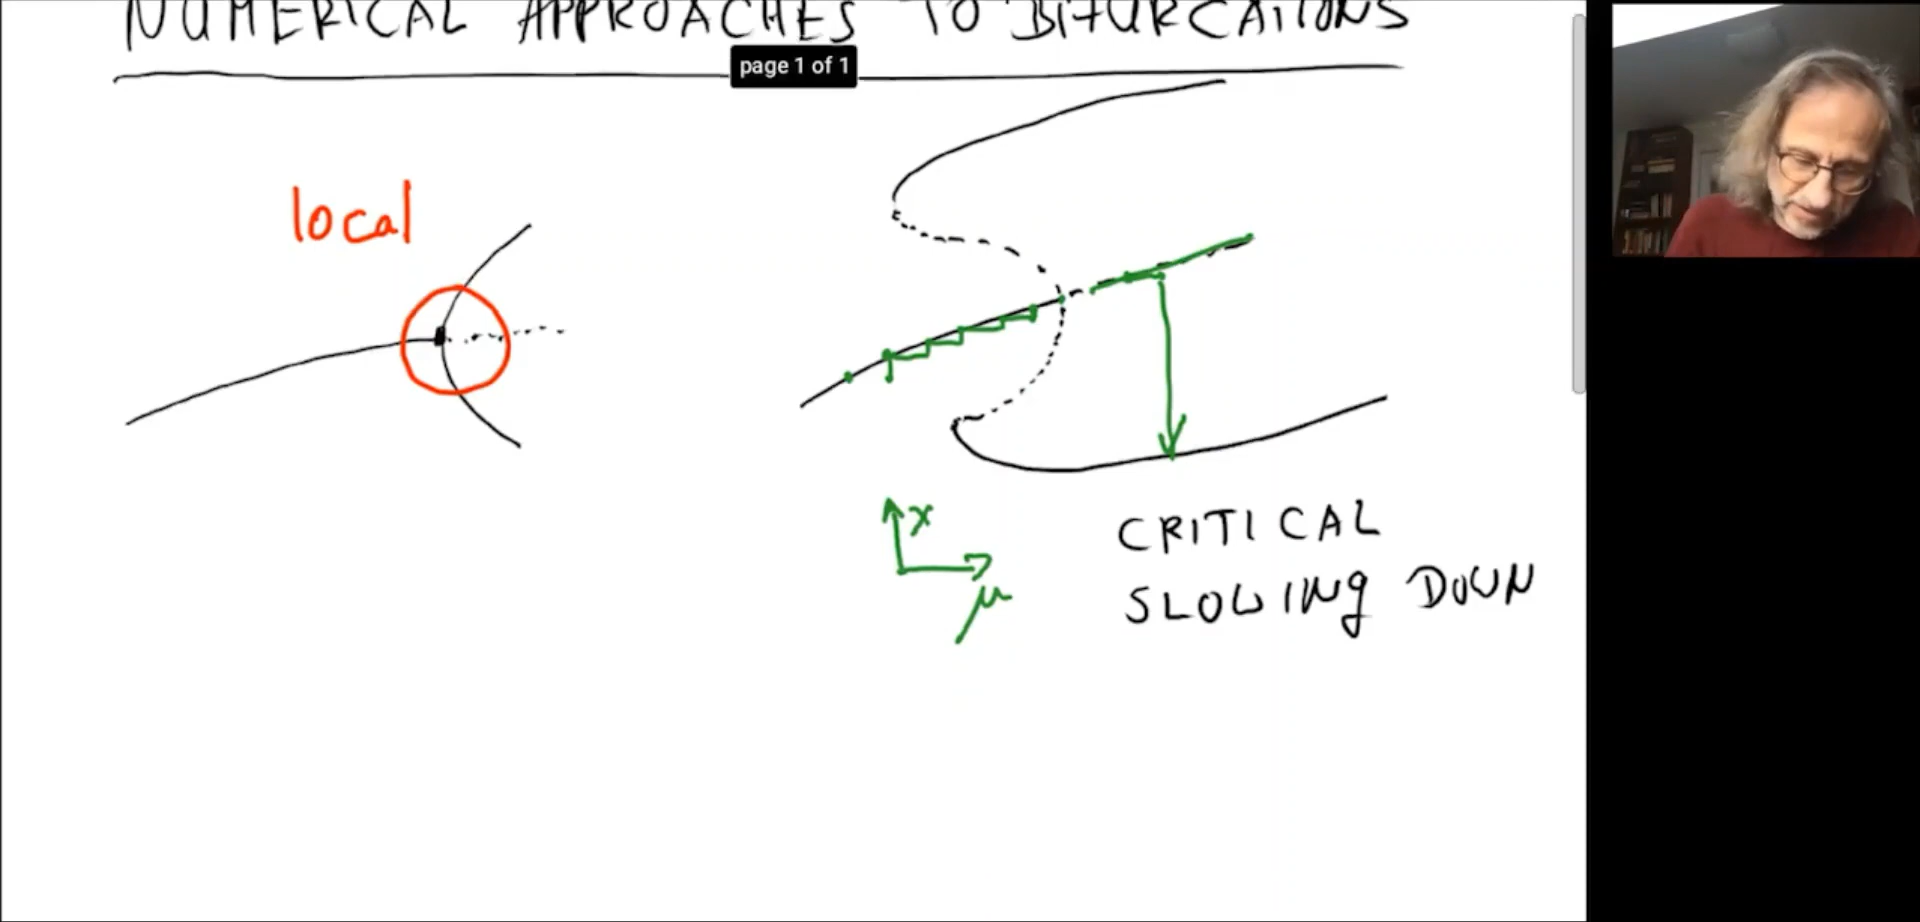 NUMERICAL APPROACHES TO BIFURCATIONS
page 1 of 1
local
x
μ
CRITICAL
SLOWING DOWN